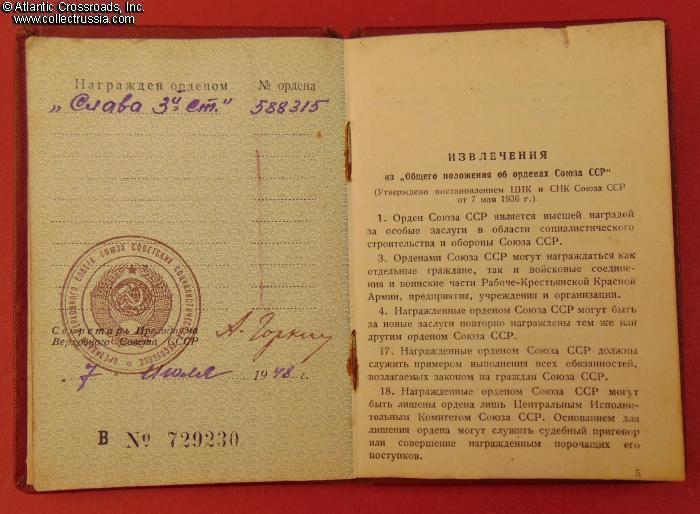 © Atlantic Crossroads, Inc.
www.collectrussia.com
Награжден орденом № ордена
„Слава 3й ст." 588315
Секретарь Президиума
Верховного Совета СССР
А. Горкин
„7" Июля 1948 г.
В № 729230
ИЗВЛЕЧЕНИЯ
из „Общего положения об орденах Союза ССР"
(Утверждено постановлением ЦИК и СНК Союза ССР
от 7 мая 1936 г.)
1. Орден Союза ССР является высшей наградой
за особые заслуги в области социалистического
строительства и обороны Союза ССР.
3. Орденами Союза ССР могут награждаться как
отдельные граждане, так и войсковые соедине-
ния и воинские части Рабоче-Крестьянской Красной
Армии, предприятия, учреждения и организации.
4. Награжденные орденом Союза ССР могут быть
за новые заслуги повторно награждены тем же или
другим орденом Союза ССР.
17. Награжденные орденом Союза ССР должны
служить примером выполнения всех обязанностей,
возлагаемых законом на граждан Союза ССР.
18. Награжденные орденом Союза ССР могут
быть лишены ордена лишь Центральным Исполни-
тельным Комитетом Союза ССР. Основанием для
лишения ордена могут служить судебный приговор
или совершение награжденным порочащих его
поступков.
5